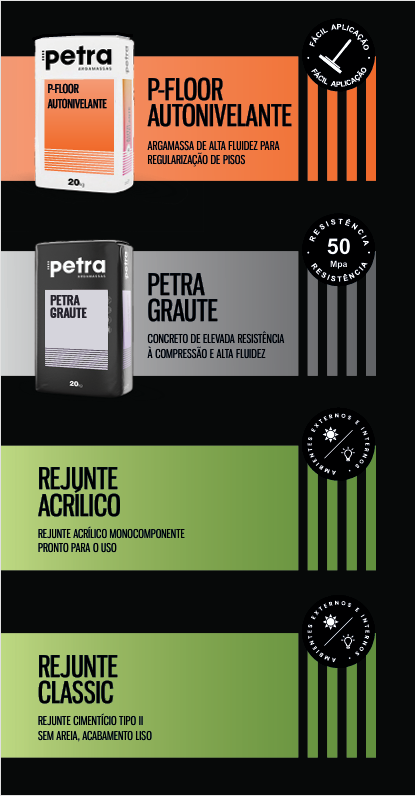 FÁCIL APLICAÇÃO
FÁCIL APLICAÇÃO
petra
ARGAMASSAS
petra
P-FLOOR
AUTONIVELANTE
20kg
P-FLOOR
AUTONIVELANTE
ARGAMASSA DE ALTA FLUIDEZ PARA
REGULARIZAÇÃO DE PISOS
RESISTÊNCIA
50
Mpa
RESISTÊNCIA
petra
ARGAMASSAS
PETRA
GRAUTE
20kg
PETRA
GRAUTE
CONCRETO DE ELEVADA RESISTÊNCIA
À COMPRESSÃO E ALTA FLUIDEZ
AMBIENTES EXTERNOS E INTERNOS
REJUNTE
ACRÍLICO
REJUNTE ACRÍLICO MONOCOMPONENTE
PRONTO PARA O USO
AMBIENTES EXTERNOS E INTERNOS
REJUNTE
CLASSIC
REJUNTE CIMENTÍCIO TIPO II
SEM AREIA, ACABAMENTO LISO